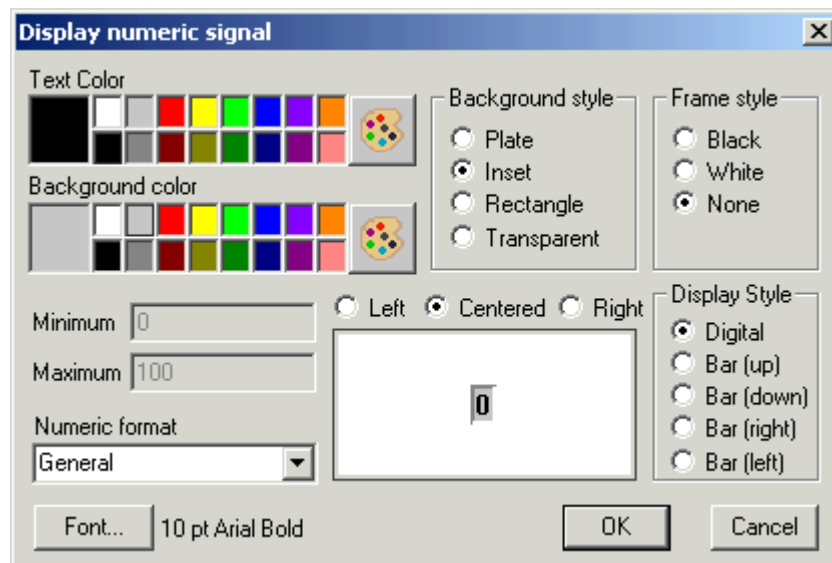 Display numeric signal
Text Color
Background color
Background style
Plate
Inset
Rectangle
Transparent
Frame style
Black
White
None
Minimum 0
Maximum 100
Numeric format
General
Left Centered Right
0
Display Style
Digital
Bar (up)
Bar (down)
Bar (right)
Bar (left)
Font... 10 pt Arial Bold
OK Cancel